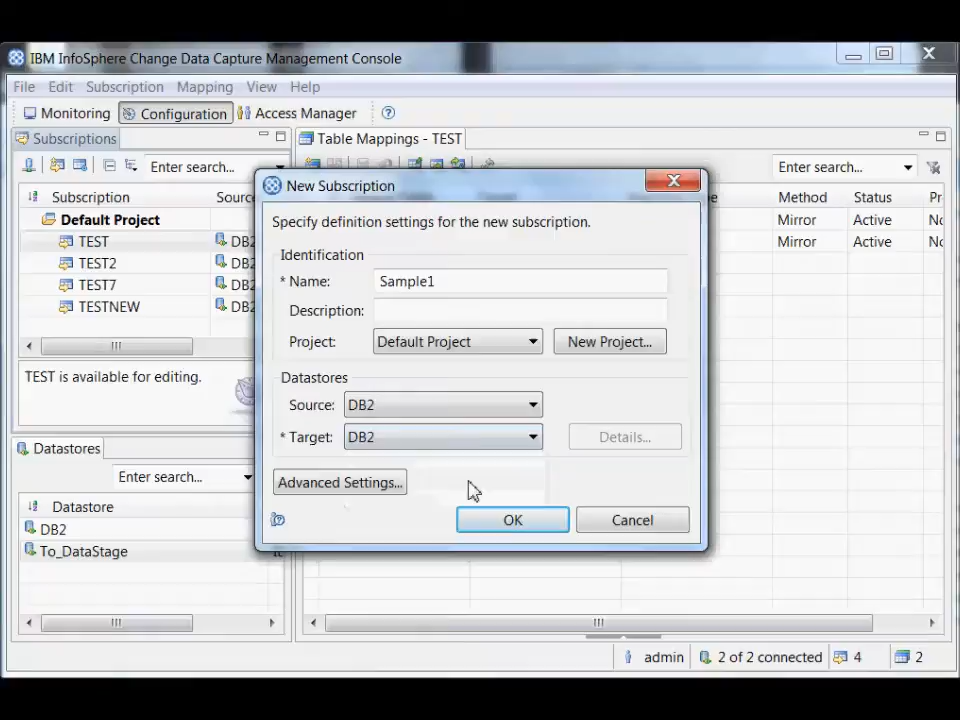 IBM InfoSphere Change Data Capture Management Console
File Edit Subscription Mapping View Help
Monitoring Configuration Access Manager
Subscriptions
Enter search...
Subscription Source
Default Project
TEST DB2
TEST2 DB2
TEST7 DB2
TESTNEW DB2
TEST is available for editing.
Datastores
Enter search...
Datastore
DB2
To_DataStage
Table Mappings - TEST
Enter search...
Method Status
Mirror Active
Mirror Active
New Subscription
Specify definition settings for the new subscription.
Identification
* Name: Sample1
Description:
Project: Default Project New Project...
Datastores
Source: DB2
* Target: DB2 Details...
Advanced Settings...
OK Cancel
admin 2 of 2 connected 4 2